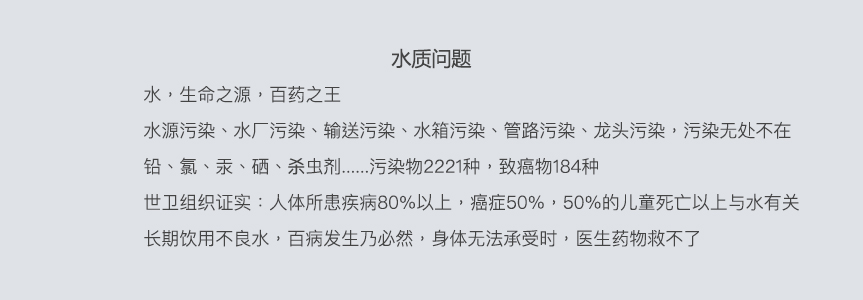 水质问题
水，生命之源，百药之王
水源污染、水厂污染、输送污染、水箱污染、管路污染、龙头污染，污染无处不在
铅、氯、汞、硒、杀虫剂......污染物2221种，致癌物184种
世卫组织证实：人体所患疾病80%以上，癌症50%，50%的儿童死亡以上与水有关
长期饮用不良水，百病发生乃必然，身体无法承受时，医生药物救不了